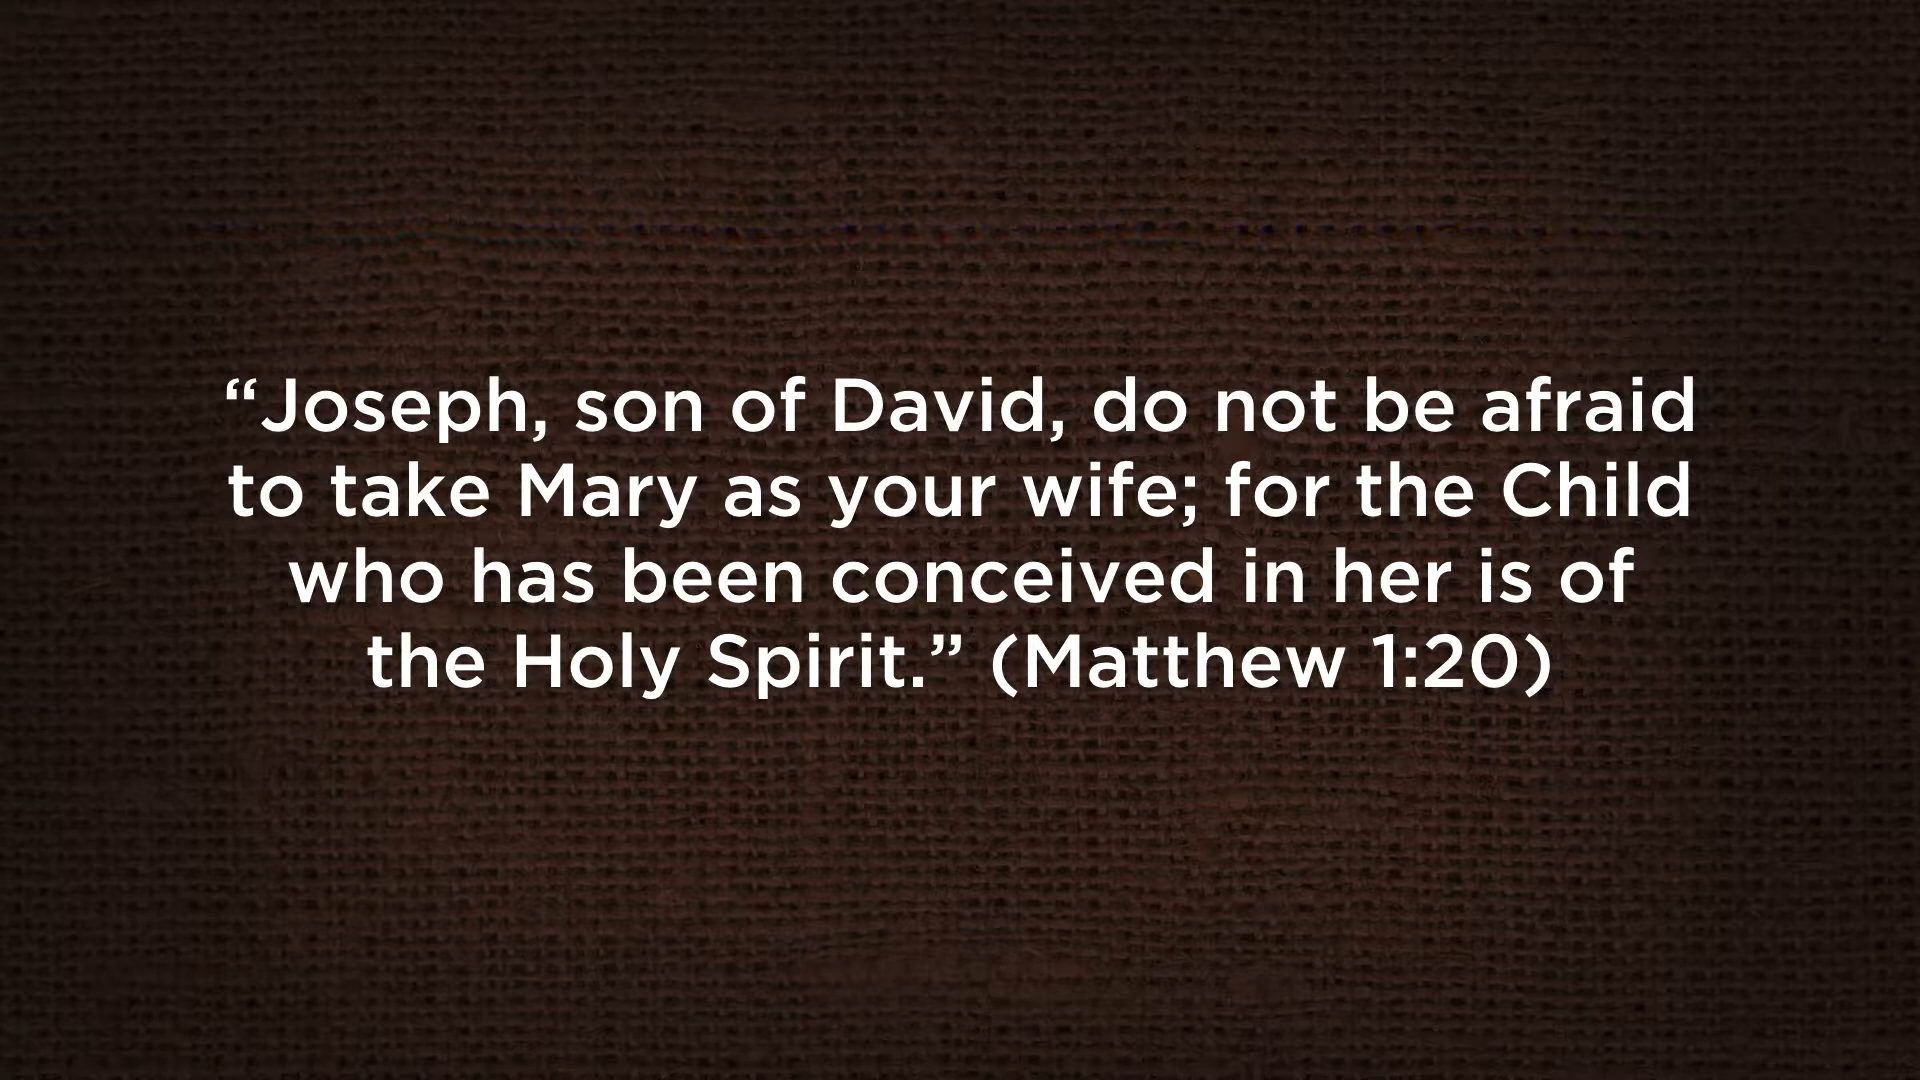 “Joseph, son of David, do not be afraid
to take Mary as your wife; for the Child
who has been conceived in her is of
the Holy Spirit.” (Matthew 1:20)